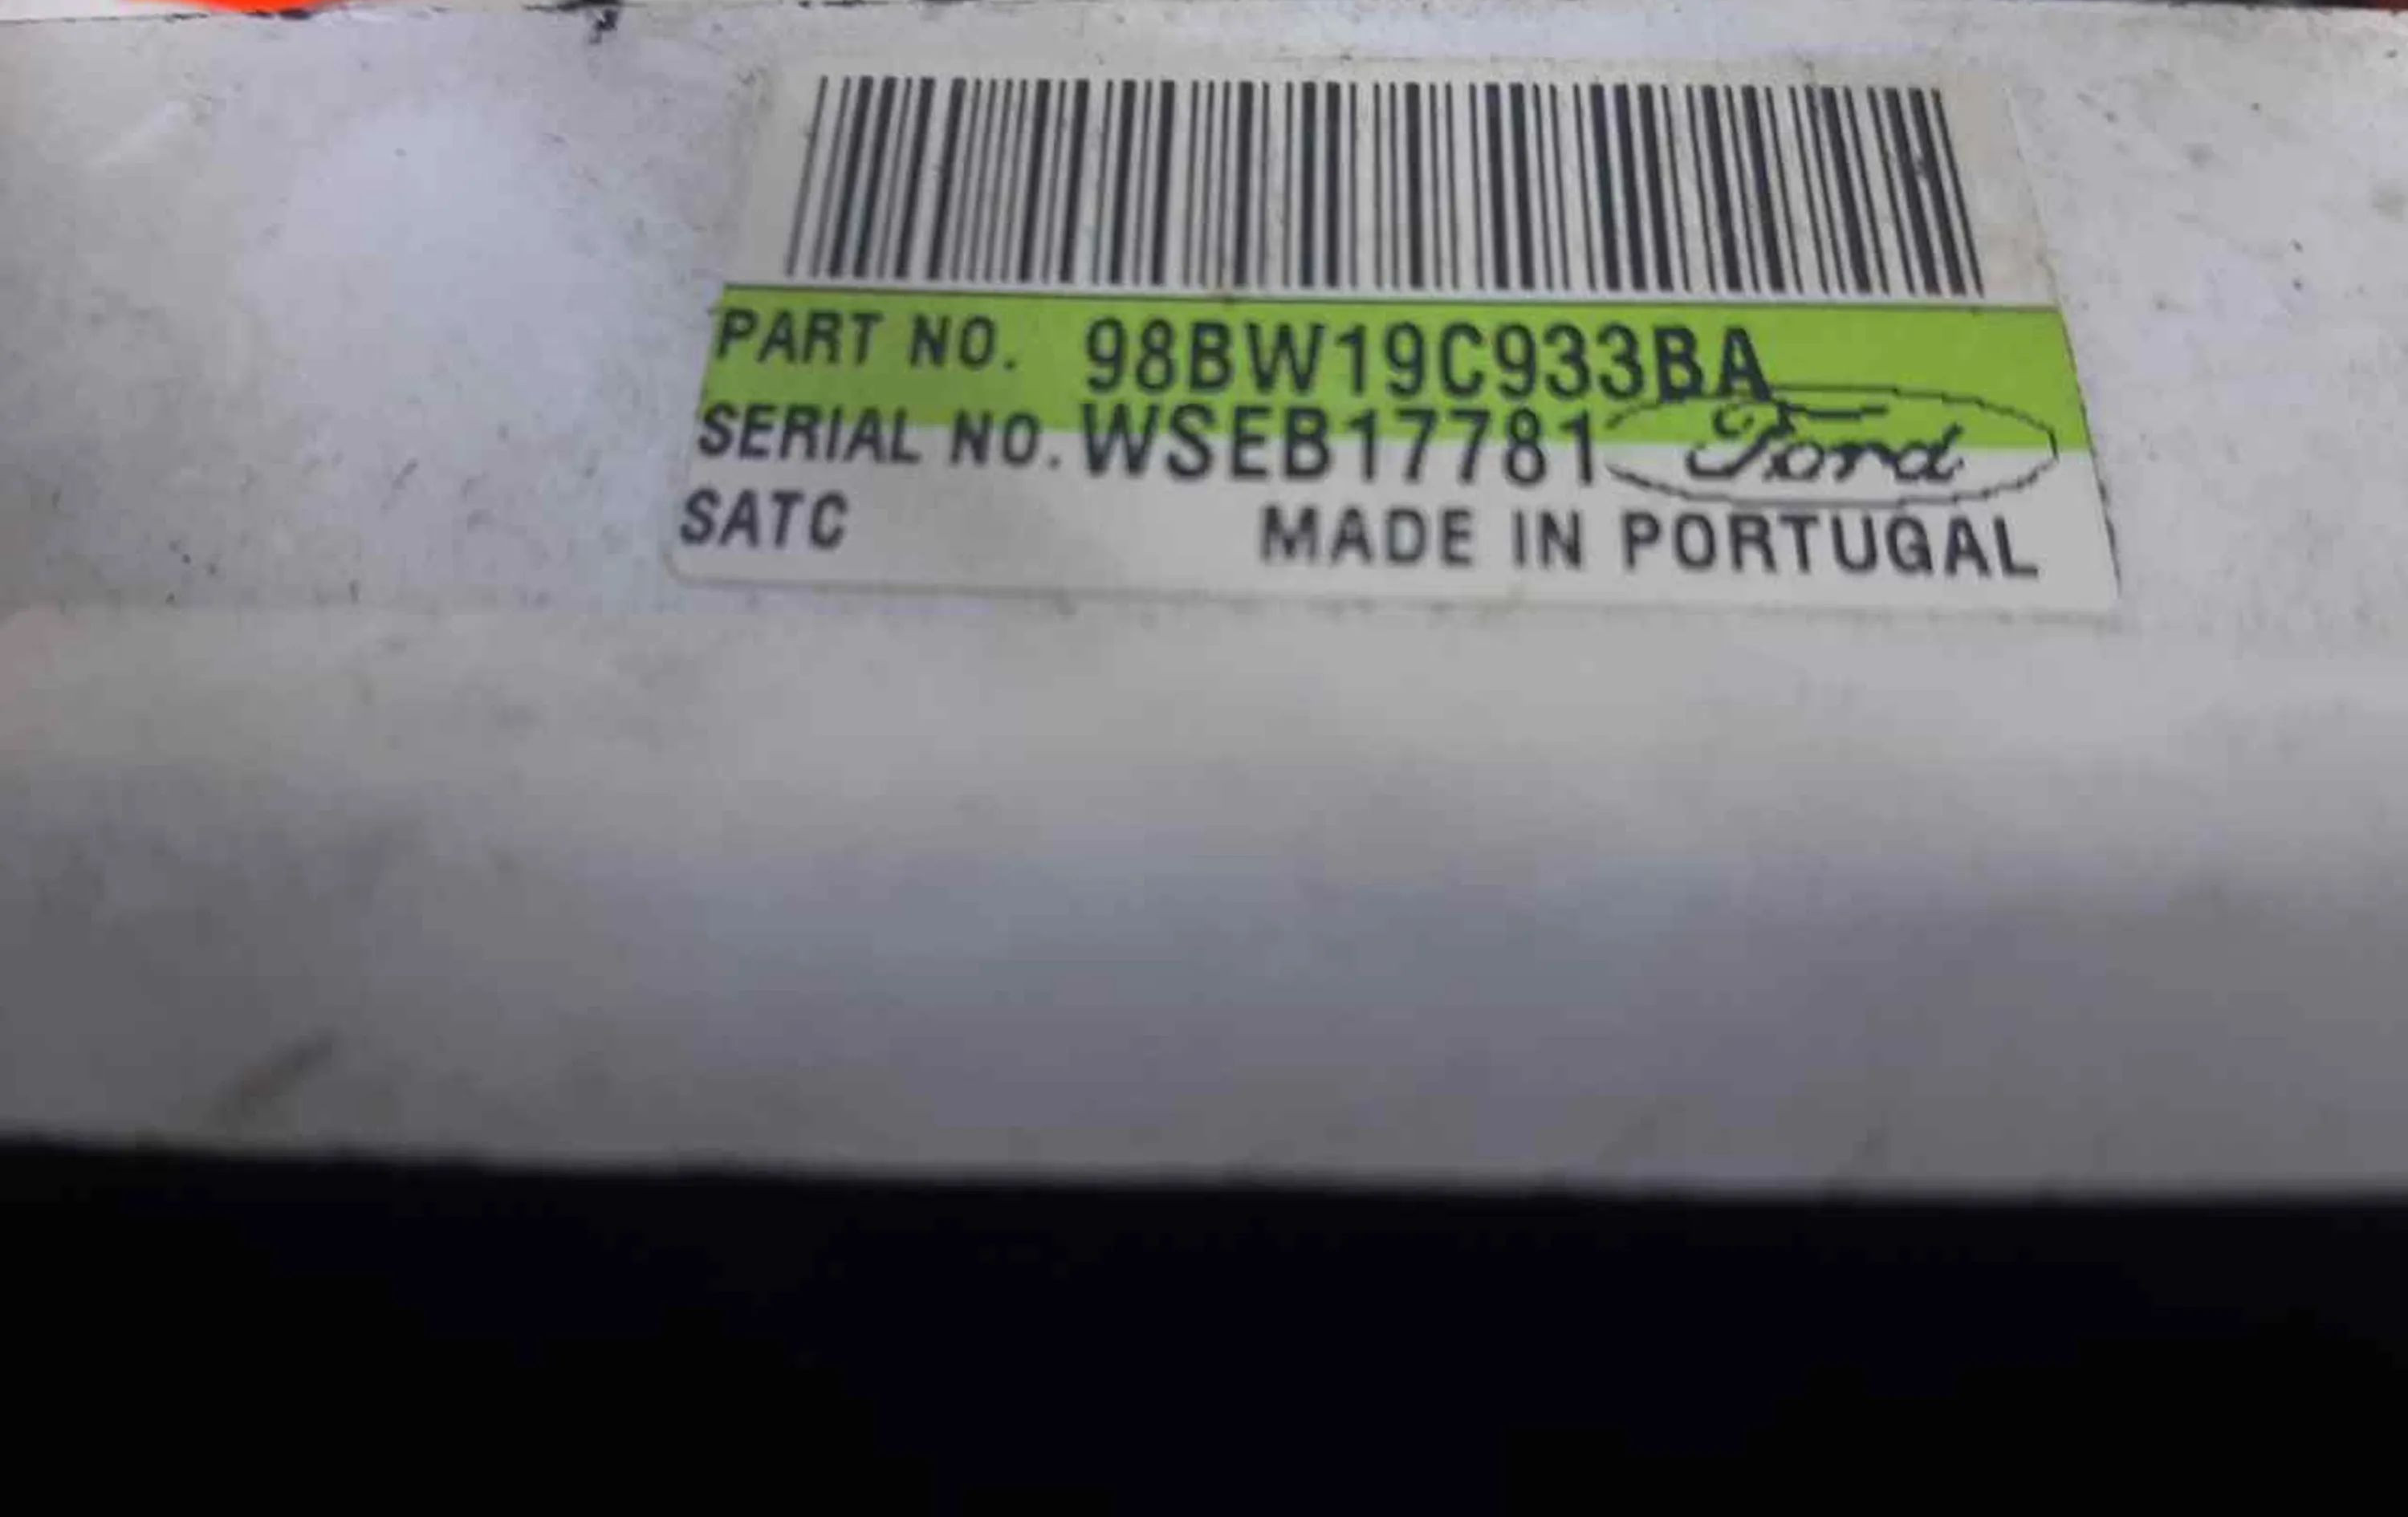 PART NO. 98BW19C933BA
SERIAL NO. WSEB17781 Ford
SATC MADE IN PORTUGAL